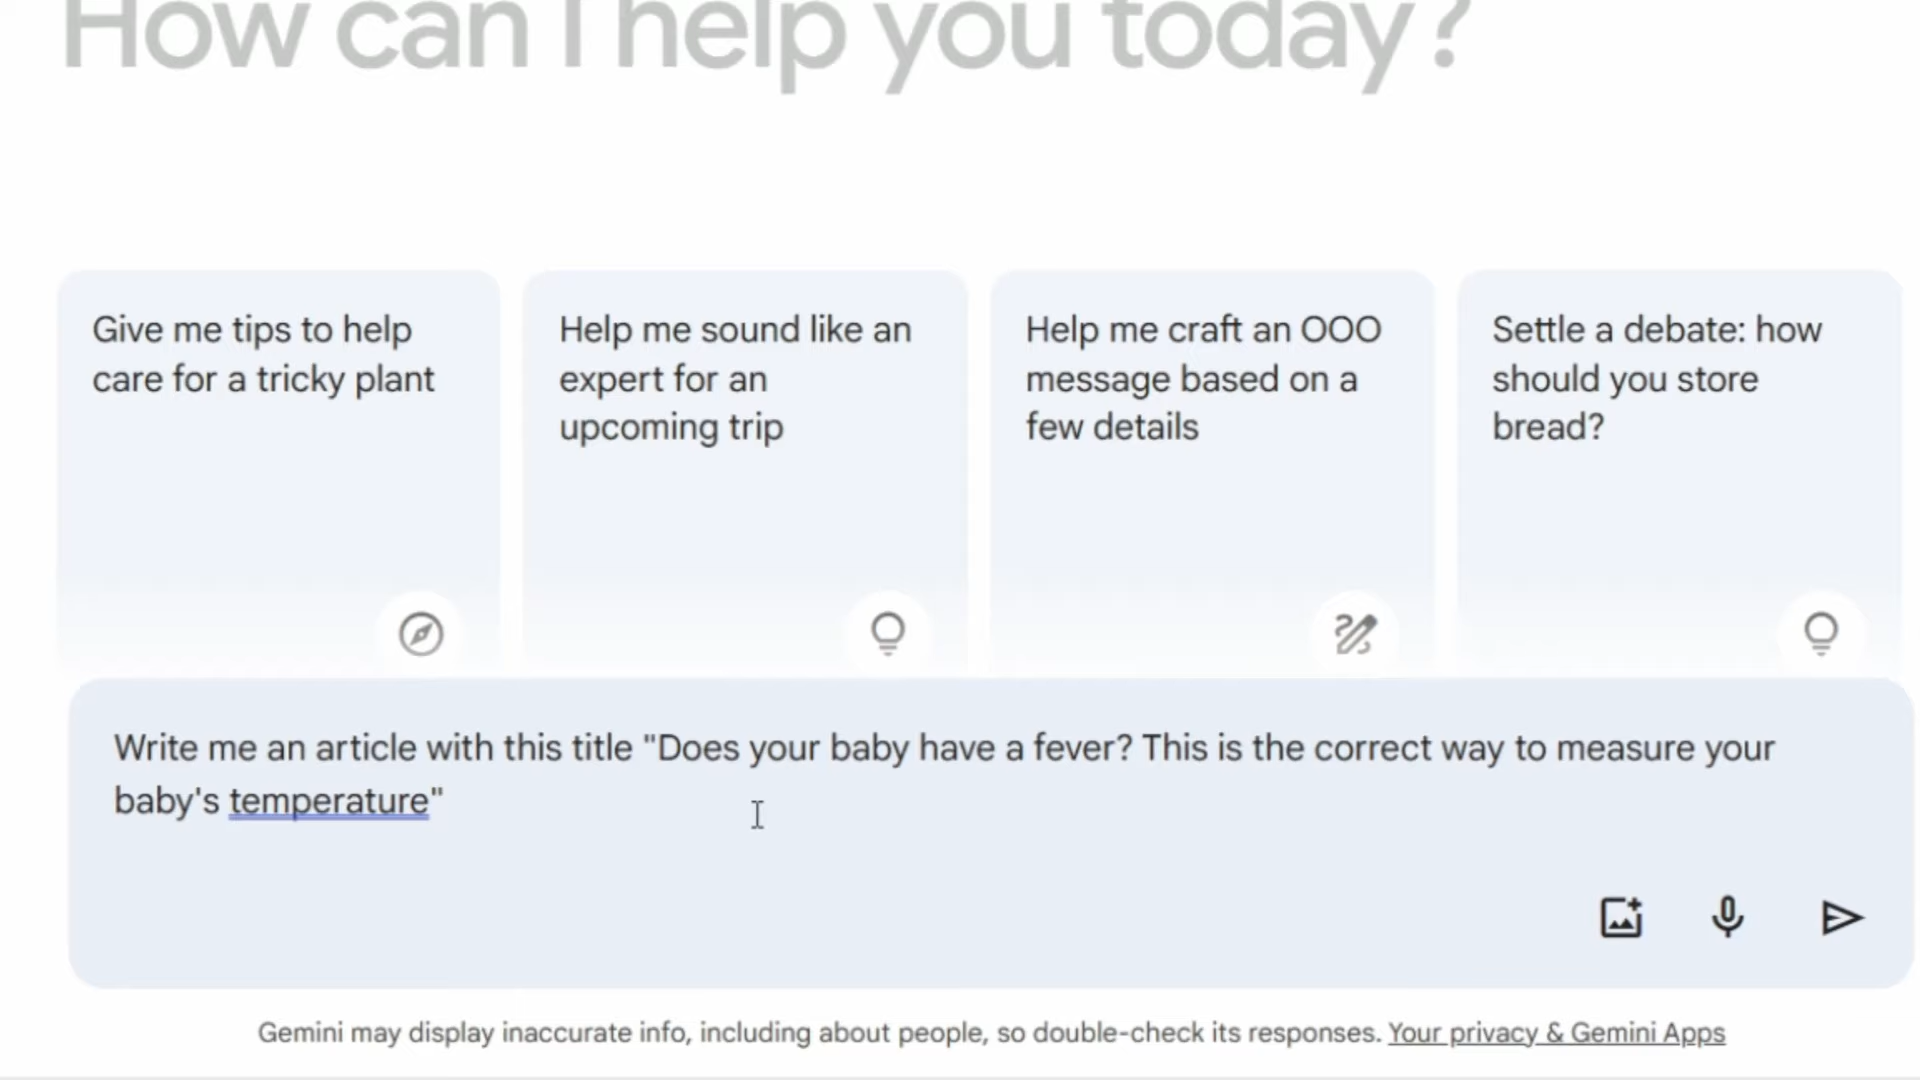 How can I help you today?
Give me tips to help
care for a tricky plant
Help me sound like an
expert for an
upcoming trip
Help me craft an OOO
message based on a
few details
Settle a debate: how
should you store
bread?
Write me an article with this title "Does your baby have a fever? This is the correct way to measure your
baby's temperature"
Gemini may display inaccurate info, including about people, so double-check its responses. Your privacy & Gemini Apps